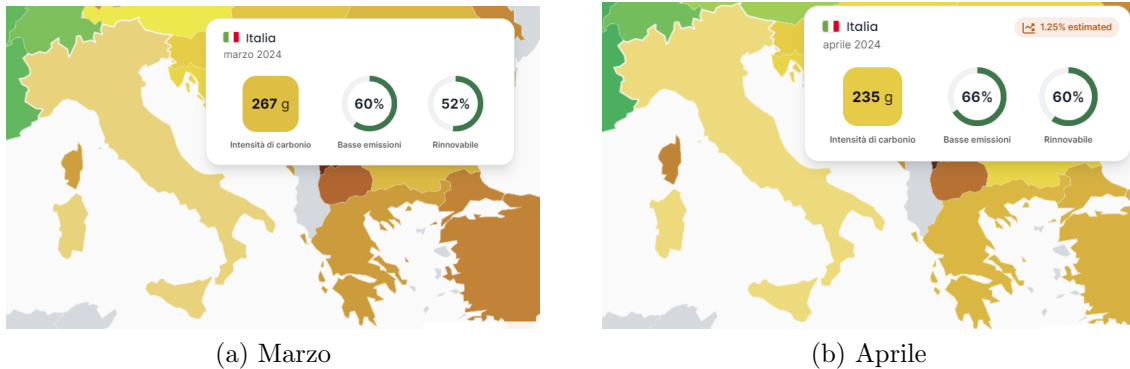 Italia
marzo 2024
267 g
60%
52%
Intensità di carbonio
Basse emissioni
Rinnovabile
(a) Marzo
Italia
1.25% estimated
aprile 2024
235 g
66%
60%
Intensità di carbonio
Basse emissioni
Rinnovabile
(b) Aprile